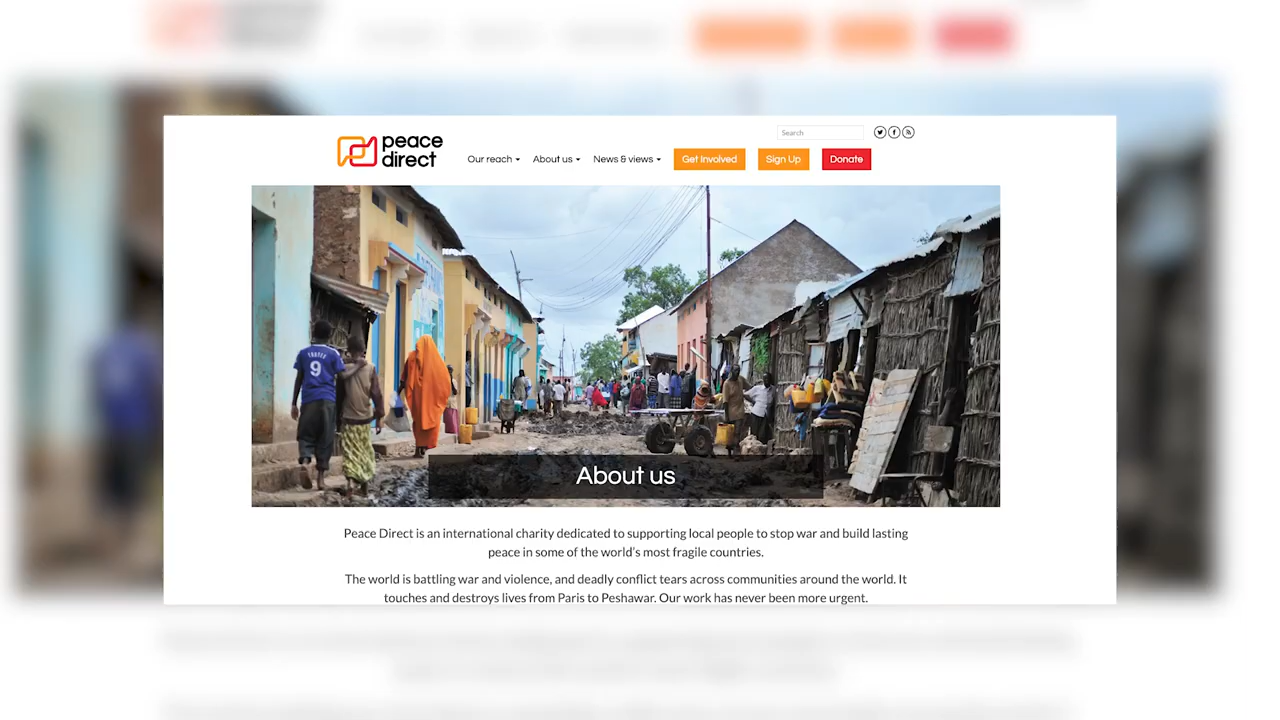 peace
direct
Search
Our reach
About us
News & views
Get Involved
Sign Up
Donate
9
About us
Peace Direct is an international charity dedicated to supporting local people to stop war and build lasting
peace in some of the world's most fragile countries.
The world is battling war and violence, and deadly conflict tears across communities around the world. It
touches and destroys lives from Paris to Peshawar. Our work has never been more urgent.